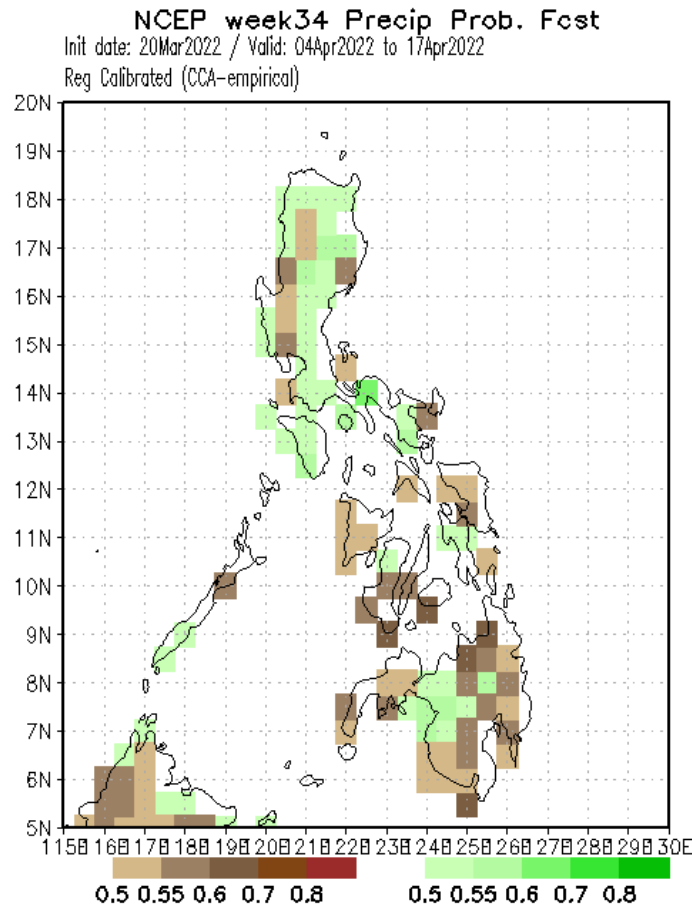 NCEP week34 Precip Prob. Fcst
Init date: 20Mar2022 / Valid: 04Apr2022 to 17Apr2022
Reg Calibrated (CCA-empirical)
20N
19N
18N
17N
16N
15N
14N
13N
12N
11N
10N
9N
8N
7N
6N
5N
115E 116E 117E 118E 119E 120E 121E 122E 123E 124E 125E 126E 127E 128E 129E 130E
0.5 0.55 0.6 0.7 0.8 0.5 0.55 0.6 0.7 0.8